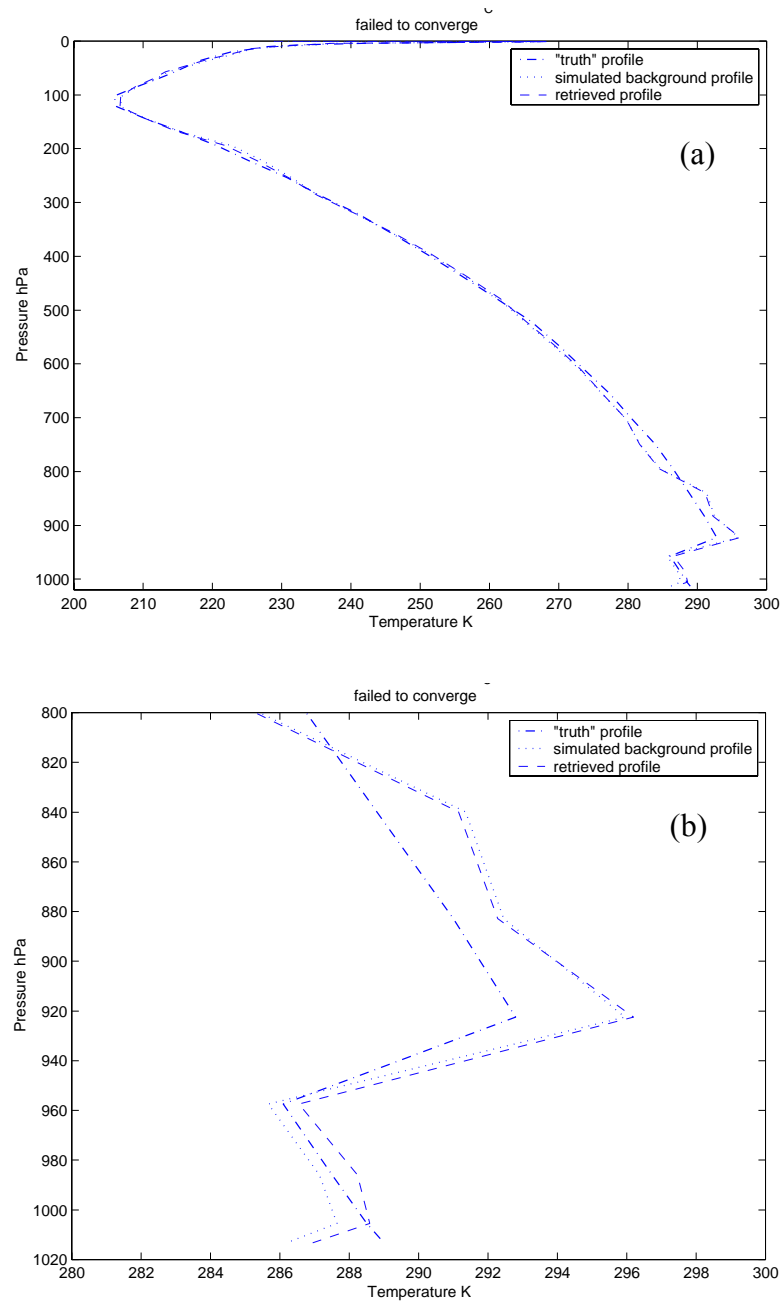 failed to converge
0
100
200
300
400
500
600
700
800
900
1000
Pressure hPa
"truth" profile
simulated background profile
retrieved profile
(a)
200 210 220 230 240 250 260 270 280 290 300
Temperature K
failed to converge
800
820
840
860
880
900
920
940
960
980
1000
1020
Pressure hPa
"truth" profile
simulated background profile
retrieved profile
(b)
280 282 284 286 288 290 292 294 296 298 300
Temperature K